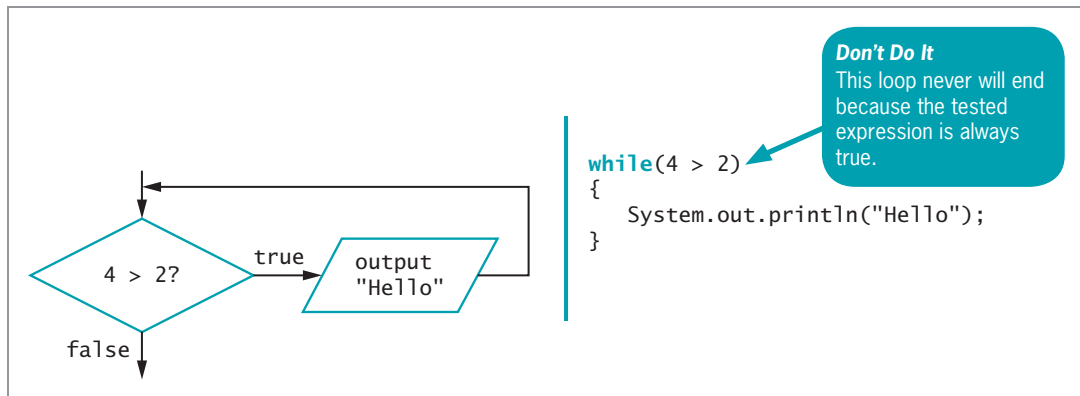 4 > 2?
true
output
"Hello"
false
while(4 > 2)
{
System.out.println("Hello");
}
Don't Do It
This loop never will end
because the tested
expression is always
true.